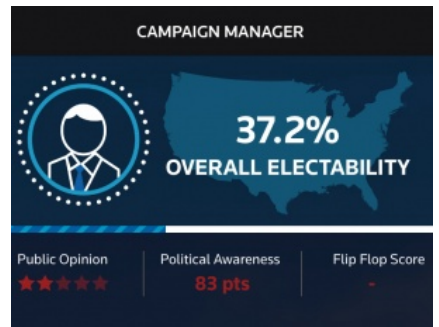 CAMPAIGN MANAGER
37.2%
OVERALL ELECTABILITY
Public Opinion
Political Awareness
83 pts
Flip Flop Score
-